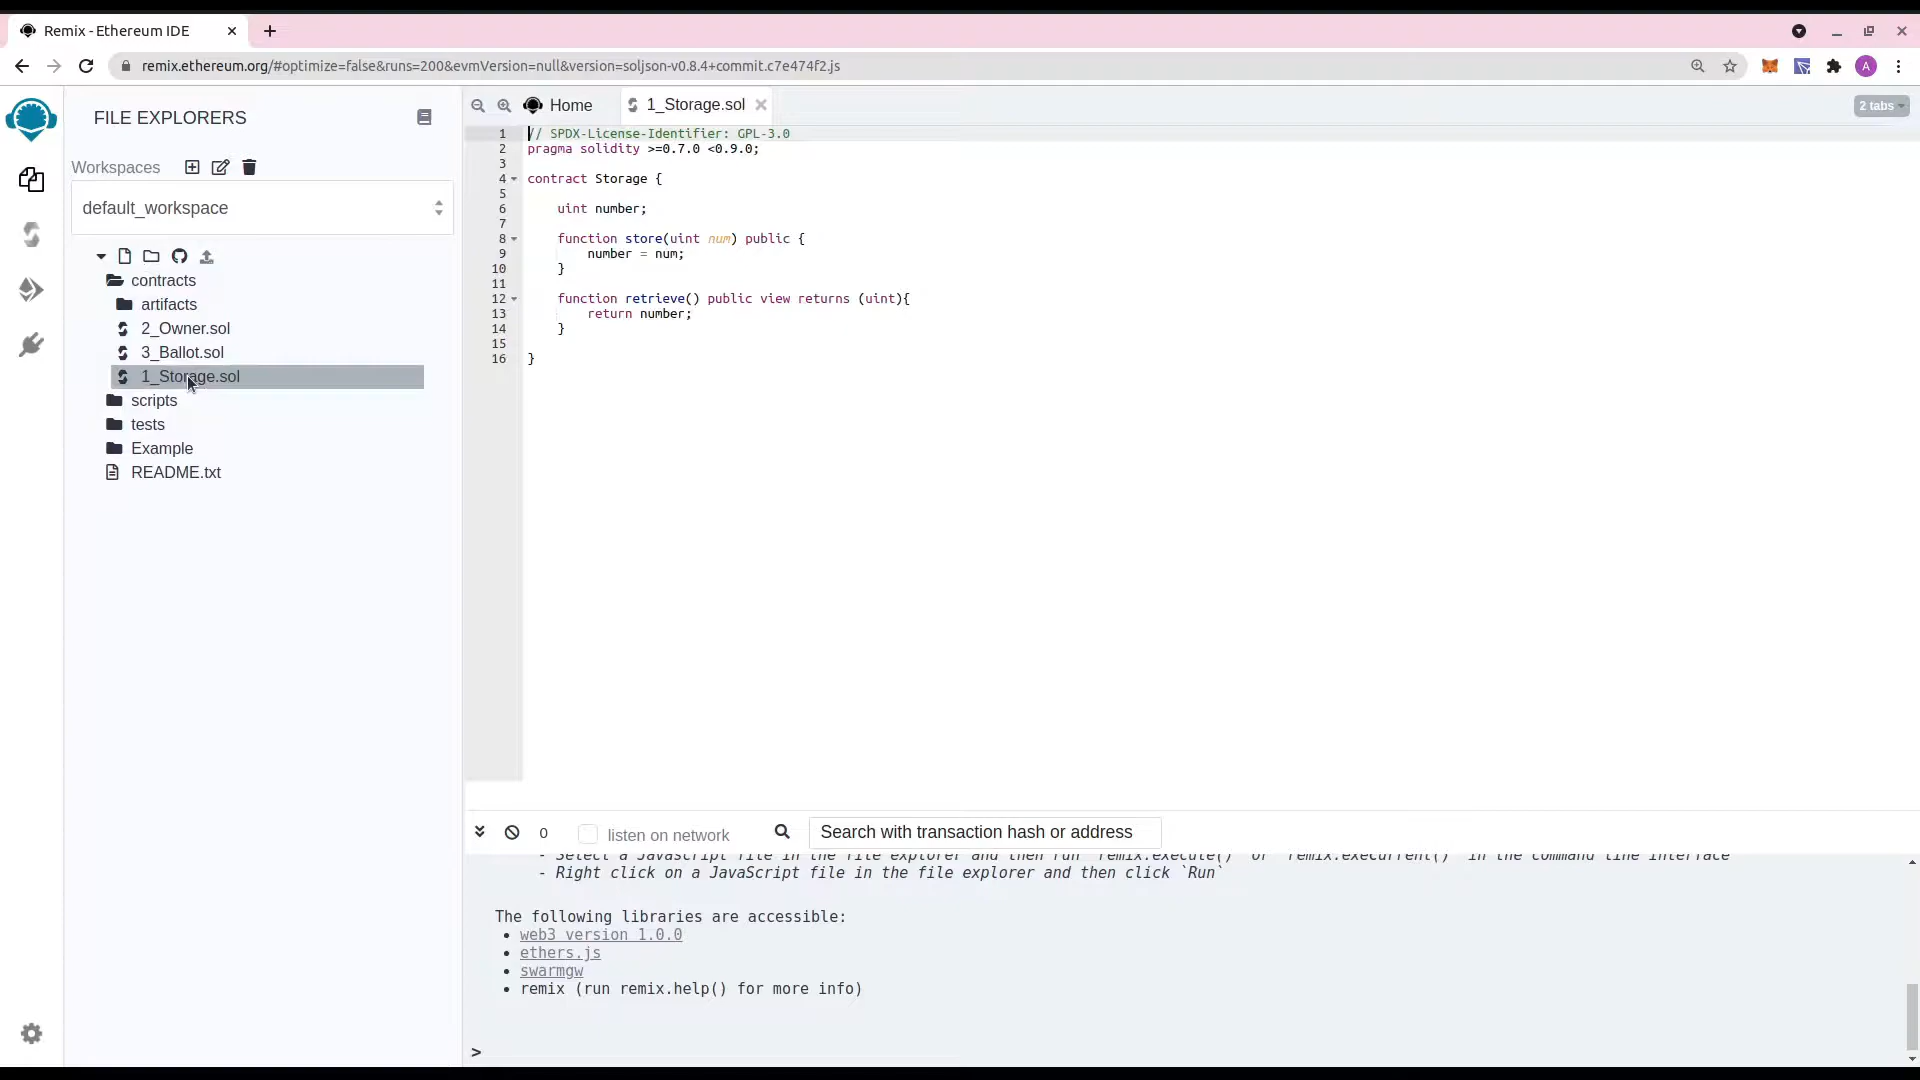 Remix - Ethereum IDE
remix.ethereum.org/#optimize=false&runs=200&evmVersion=null&version=soljson-v0.8.4+commit.c7e474f2.js
A
FILE EXPLORERS
Workspaces
default_workspace
contracts
artifacts
2_Owner.sol
3_Ballot.sol
1_Storage.sol
scripts
tests
Example
README.txt
Home
1_Storage.sol
2 tabs
1 // SPDX-License-Identifier: GPL-3.0
2 pragma solidity >=0.7.0 <0.9.0;
3
4 contract Storage {
5
6 uint number;
7
8 function store(uint num) public {
9 number = num;
10 }
11
12 function retrieve() public view returns (uint){
13 return number;
14 }
15
16 }
0 listen on network Search with transaction hash or address
- Select a Javascript file in the file explorer and then run `remix.execute()` or `remix.exeCurrent()` in the command line interface
- Right click on a JavaScript file in the file explorer and then click `Run`
The following libraries are accessible:
• web3 version 1.0.0
• ethers.js
• swarmgw
• remix (run remix.help() for more info)
>